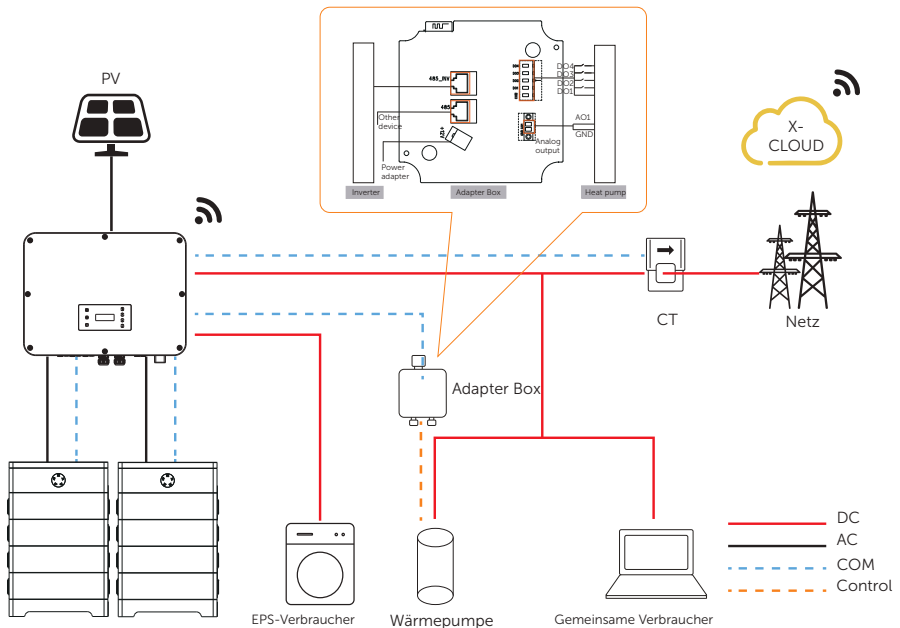 PV
485_INV
485
Other
device
Power
adapter
DO4
DO3
DO2
DO1
AO1
GND
Analog
output
Inverter
Adapter Box
Heat pump
X-
CLOUD
CT
Netz
Adapter Box
EPS-Verbraucher
Wärmepumpe
Gemeinsame Verbraucher
DC
AC
COM
Control